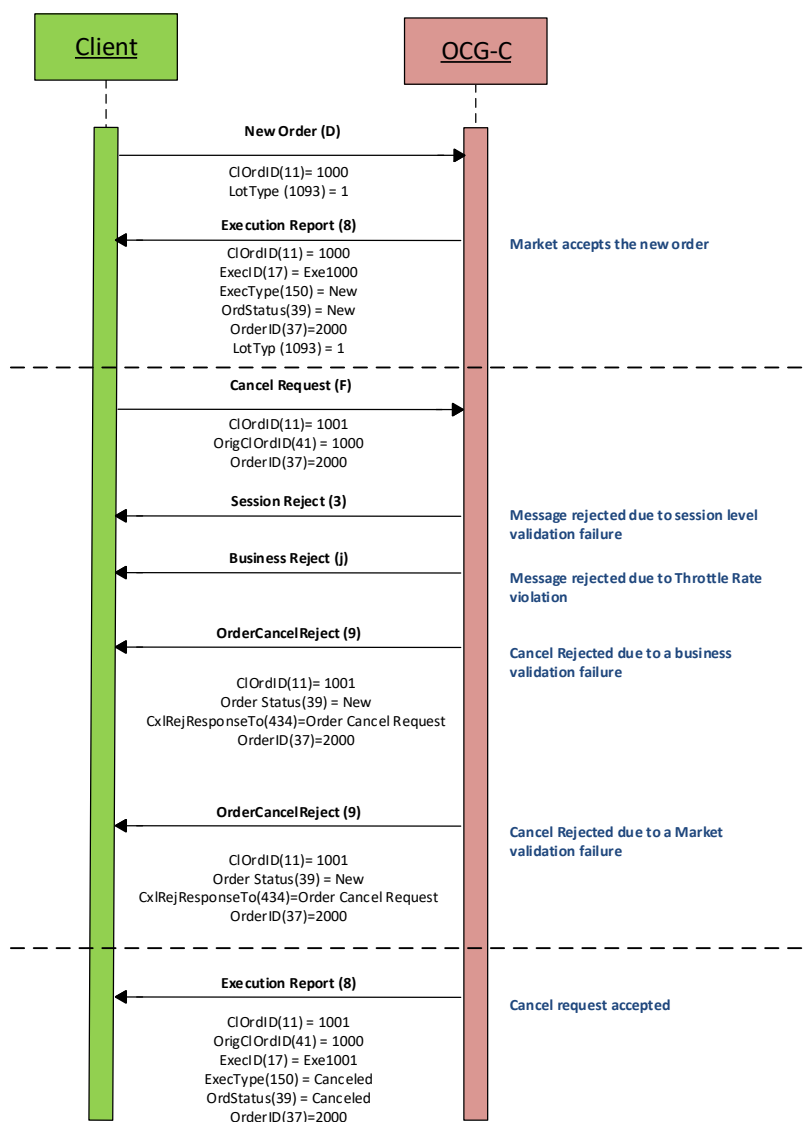 Client
OCG-C
New Order (D)
ClOrdID(11)= 1000
LotType (1093) = 1
Execution Report (8)
Market accepts the new order
ClOrdID(11) = 1000
ExecID(17) = Exe1000
ExecType(150) = New
OrdStatus(39) = New
OrderID(37)=2000
LotTyp (1093) = 1
Cancel Request (F)
ClOrdID(11)= 1001
OrigClOrdID(41) = 1000
OrderID(37)=2000
Session Reject (3)
Message rejected due to session level
validation failure
Business Reject (j)
Message rejected due to Throttle Rate
violation
OrderCancelReject (9)
Cancel Rejected due to a business
validation failure
ClOrdID(11)= 1001
Order Status(39) = New
CxlRejResponseTo(434)=Order Cancel Request
OrderID(37)=2000
OrderCancelReject (9)
Cancel Rejected due to a Market
validation failure
ClOrdID(11)= 1001
Order Status(39) = New
CxlRejResponseTo(434)=Order Cancel Request
OrderID(37)=2000
Execution Report (8)
Cancel request accepted
ClOrdID(11) = 1001
OrigClOrdID(41) = 1000
ExecID(17) = Exe1001
ExecType(150) = Canceled
OrdStatus(39) = Canceled
OrderID(37)=2000